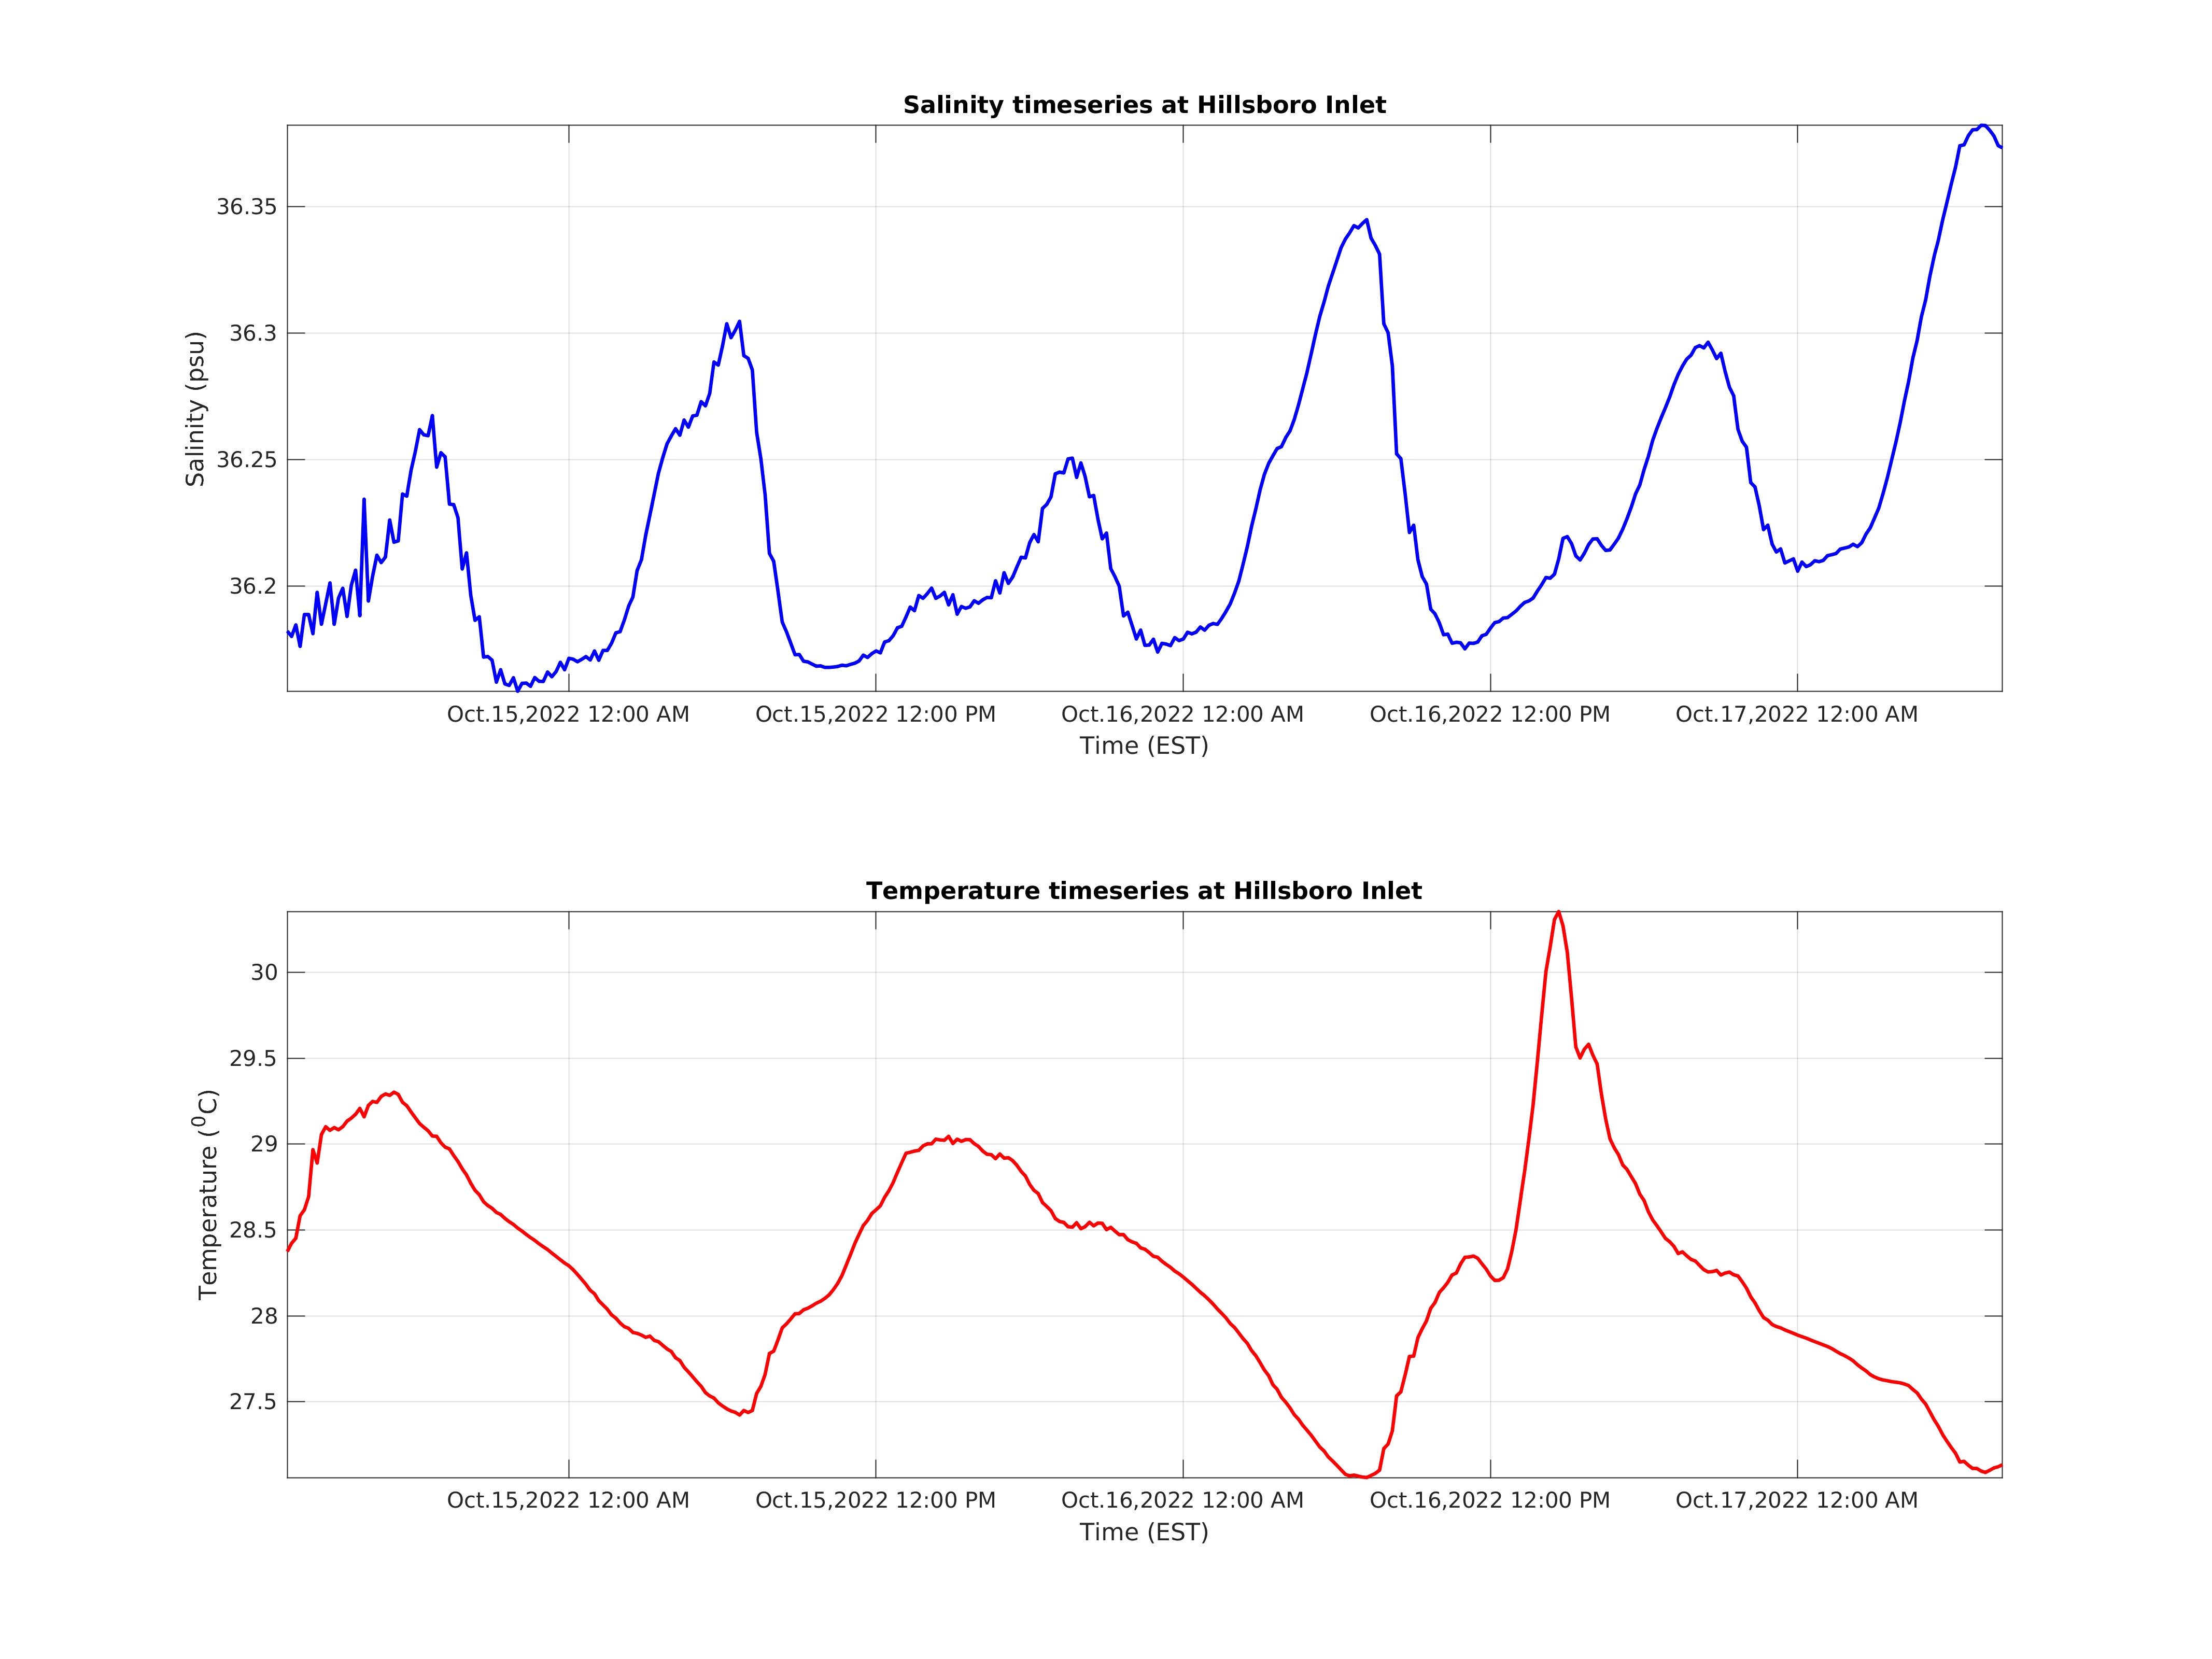 Salinity timeseries at Hillsboro Inlet
36.35
36.3
36.25
36.2
Salinity (psu)
Oct.15,2022 12:00 AM
Oct.15,2022 12:00 PM
Oct.16,2022 12:00 AM
Oct.16,2022 12:00 PM
Oct.17,2022 12:00 AM
Time (EST)
Temperature timeseries at Hillsboro Inlet
30
29.5
29
28.5
28
27.5
Temperature (⁰C)
Oct.15,2022 12:00 AM
Oct.15,2022 12:00 PM
Oct.16,2022 12:00 AM
Oct.16,2022 12:00 PM
Oct.17,2022 12:00 AM
Time (EST)